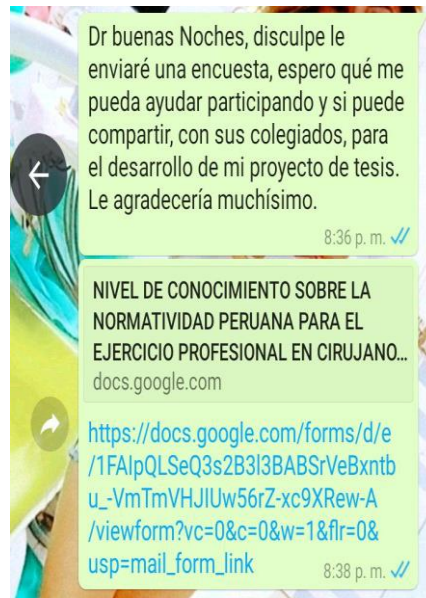 Dr buenas Noches, disculpe le
enviaré una encuesta, espero qué me
pueda ayudar participando y si puede
compartir, con sus colegiados, para
el desarrollo de mi proyecto de tesis.
Le agradecería muchísimo.
8:36 p. m.
NIVEL DE CONOCIMIENTO SOBRE LA
NORMATIVIDAD PERUANA PARA EL
EJERCICIO PROFESIONAL EN CIRUJANO...
docs.google.com
https://docs.google.com/forms/d/e
/1FAIpQLSeQ3s2B3l3BABSrVeBxntb
u_-VmTmVHJIUw56rZ-xc9XRew-A
/viewform?vc=0&c=0&w=1&flr=0&
usp=mail_form_link
8:38 p. m.